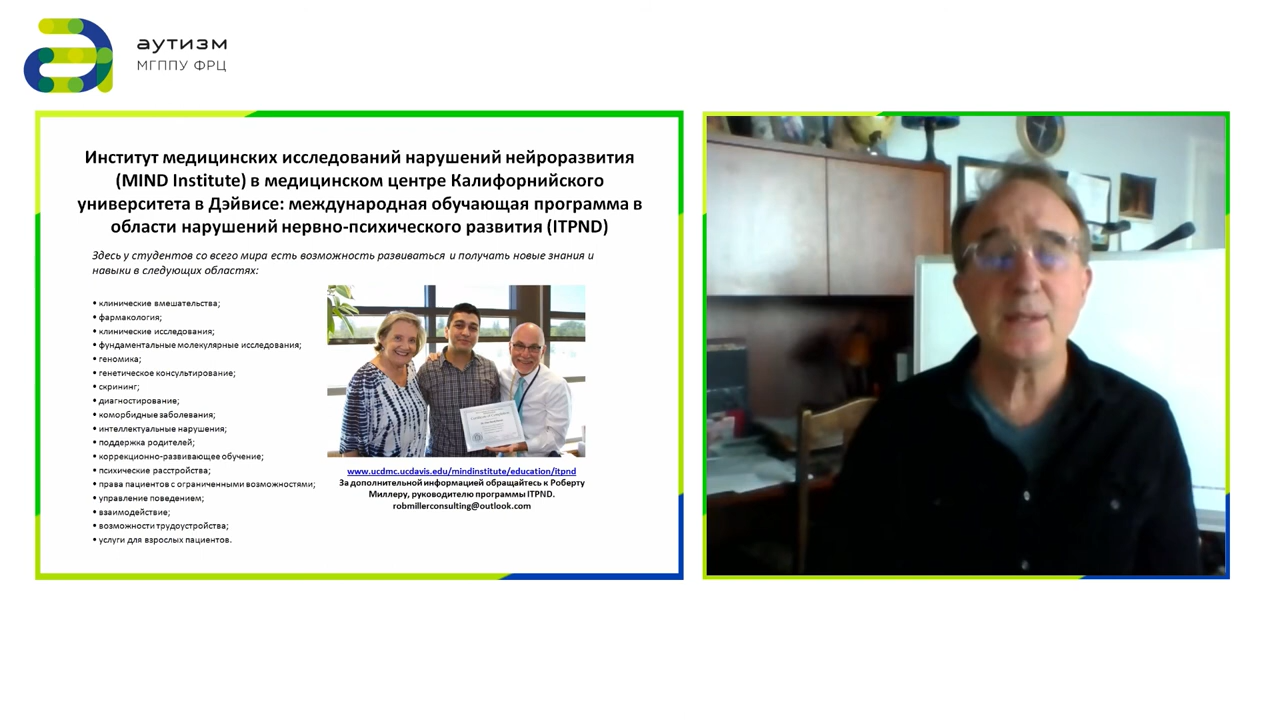 аутизм
МГППУ ФРЦ
Институт медицинских исследований нарушений нейроразвития
(MIND Institute) в медицинском центре Калифорнийского
университета в Дэйвисе: международная обучающая программа в
области нарушений нервно-психического развития (ITPND)
Здесь у студентов со всего мира есть возможность развиваться и получать новые знания и
навыки в следующих областях:
• клинические вмешательства;
• фармакология;
• клинические исследования;
• фундаментальные молекулярные исследования;
• геномика;
• генетическое консультирование;
• скрининг;
• диагностирование;
• коморбидные заболевания;
• интеллектуальные нарушения;
• поддержка родителей;
• коррекционно-развивающее обучение;
• психические расстройства;
• права пациентов с ограниченными возможностями;
• управление поведением;
• взаимодействие;
• возможности трудоустройства;
• услуги для взрослых пациентов.
www.ucdmc.ucdavis.edu/mindinstitute/education/itpnd
За дополнительной информацией обращайтесь к Роберту
Миллеру, руководителю программы ITPND.
robmillerconsulting@outlook.com